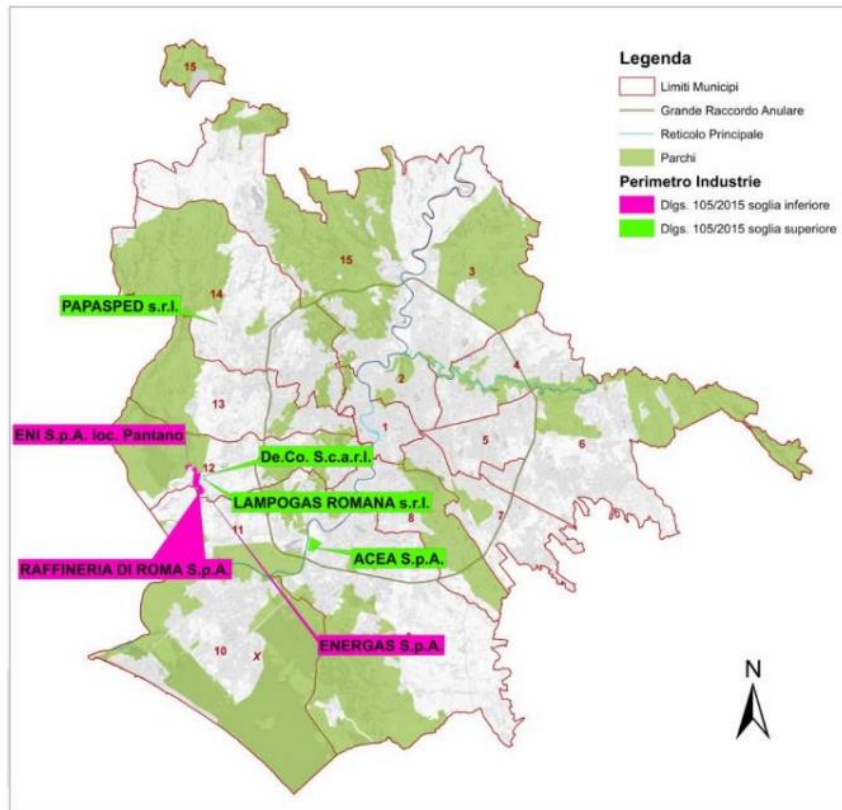 Legenda
Limiti Municipi
Grande Raccordo Anulare
Reticolo Principale
Parchi
Perimetro Industrie
Dlgs. 105/2015 soglia inferiore
Dlgs. 105/2015 soglia superiore
15
15
3
14
PAPASPED s.r.l.
4
2
13
1
5
6
ENI S.p.A. loc. Pantano
12
De.Co. S.c.a.r.l.
LAMPOGAS ROMANA s.r.l.
11
8
7
ACEA S.p.A.
RAFFINERIA DI ROMA S.p.A.
ENERGAS S.p.A.
10
X
N